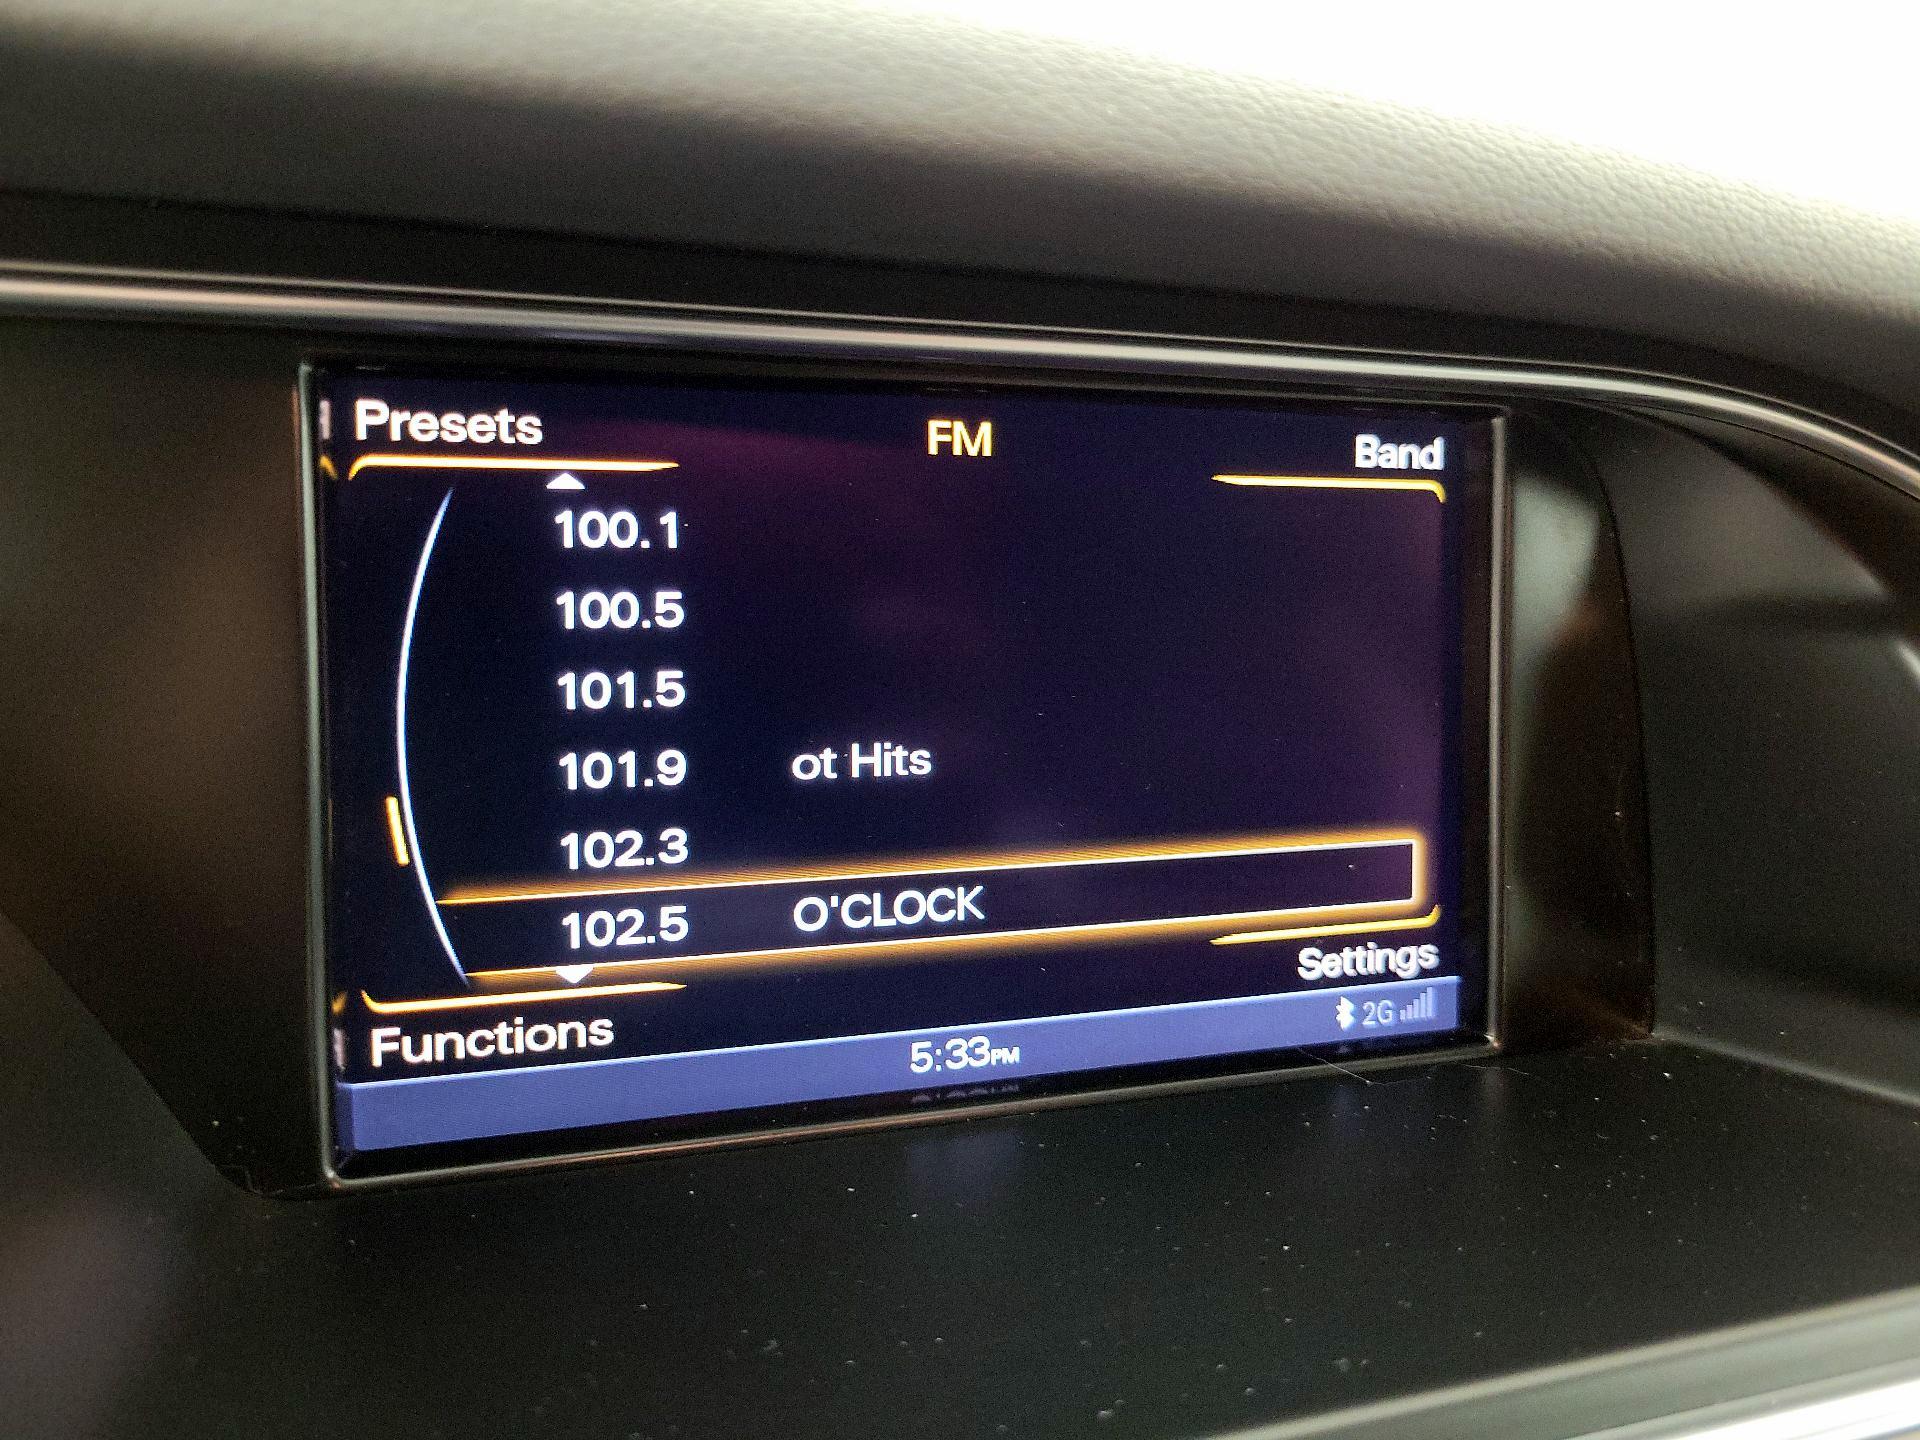 Presets
FM
Band
100.1
100.5
101.5
101.9 ot Hits
102.3
102.5 O'CLOCK
Settings
Functions
5:33PM
2G